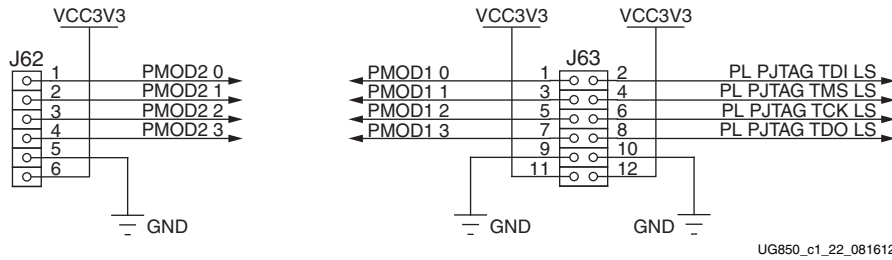 VCC3V3
VCC3V3
VCC3V3
J62
J63
1
PMOD2 0
2
PMOD2 1
3
PMOD2 2
4
PMOD2 3
5
6
GND
PMOD1 0
1
2
PL PJTAG TDI LS
PMOD1 1
3
4
PL PJTAG TMS LS
PMOD1 2
5
6
PL PJTAG TCK LS
PMOD1 3
7
8
PL PJTAG TDO LS
9
10
11
12
GND
GND
UG850_c1_22_081612